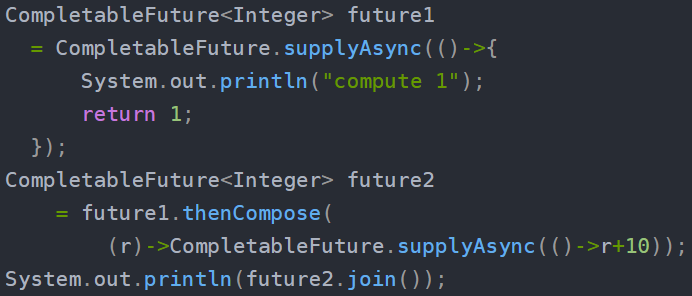 CompletableFuture<Integer> future1
  = CompletableFuture.supplyAsync(()->{
      System.out.println("compute 1");
      return 1;
  });
CompletableFuture<Integer> future2
    = future1.thenCompose(
        (r)->CompletableFuture.supplyAsync(()->r+10));
System.out.println(future2.join());